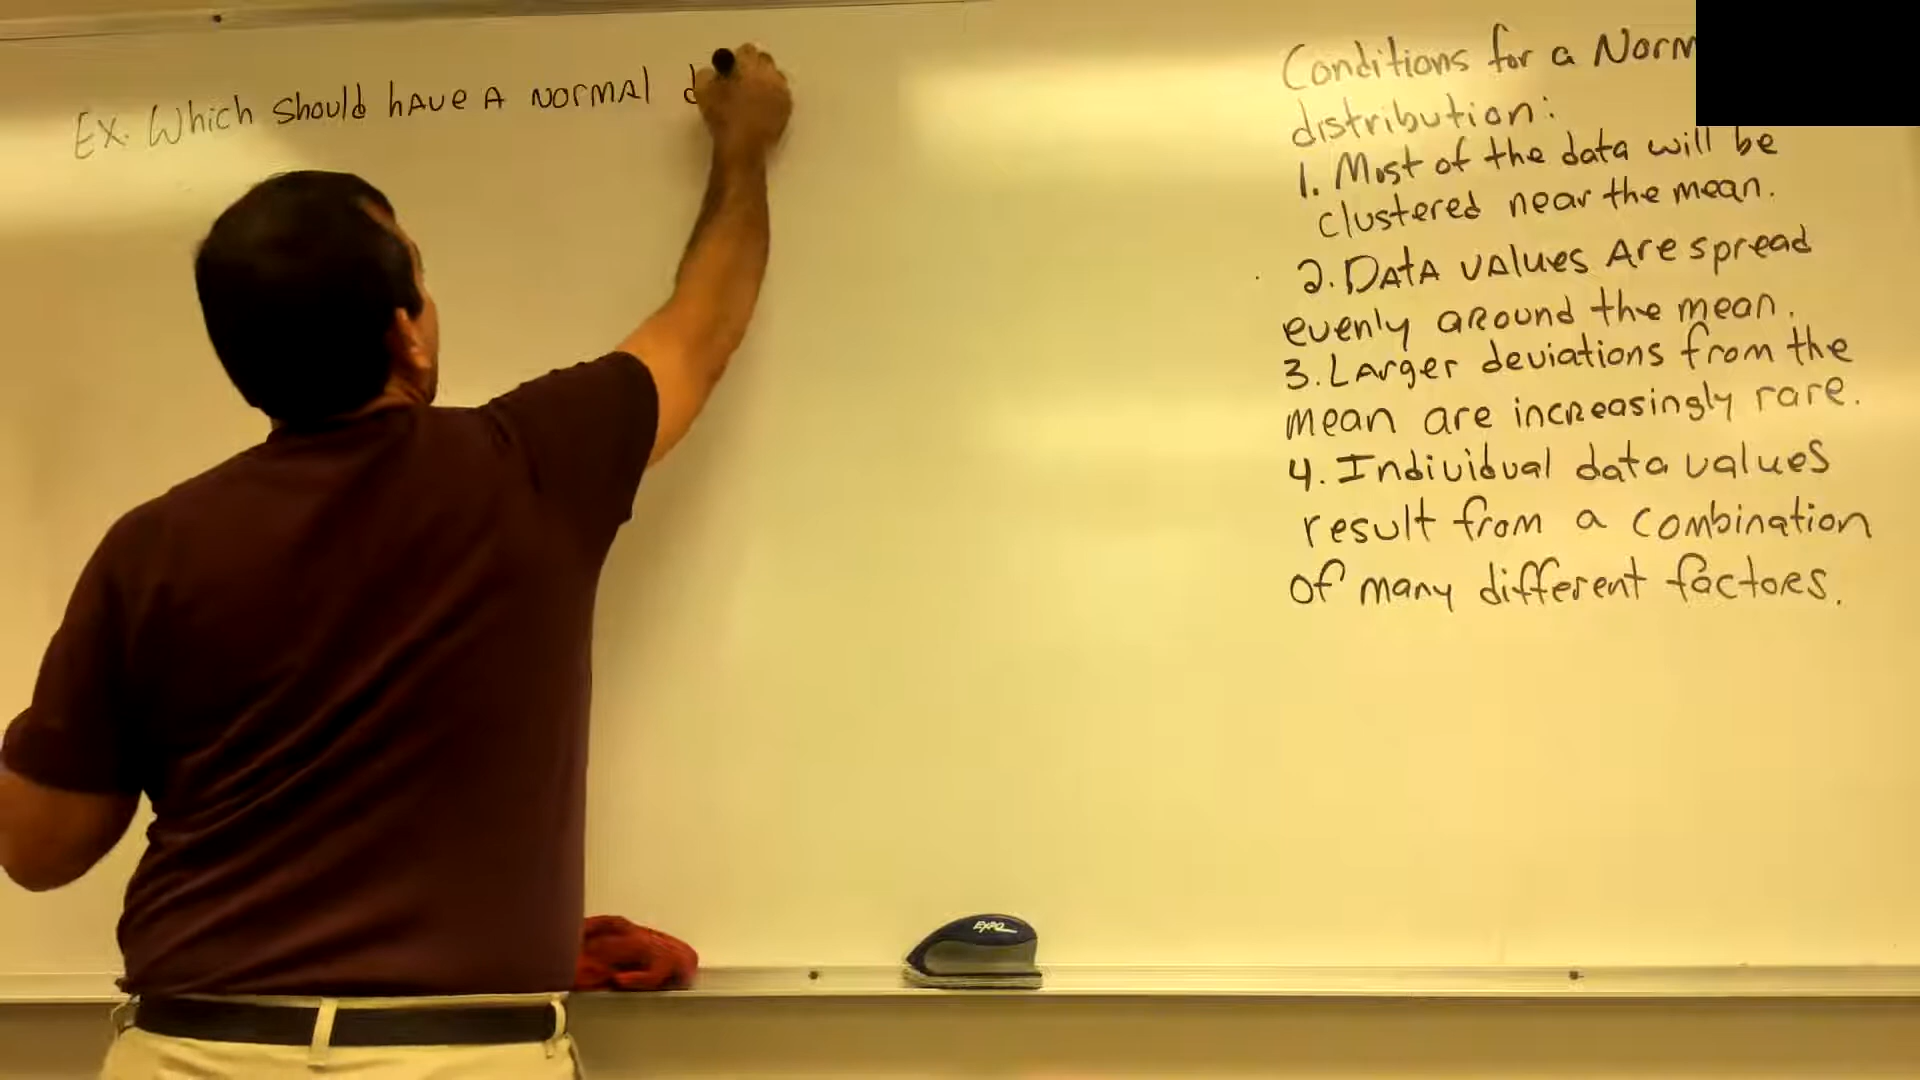 Ex. Which should have a normal d
Conditions for a Norm
distribution:
1. Most of the data will be
clustered near the mean.
2. Data values are spread
evenly around the mean.
3. Larger deviations from the
mean are increasingly rare.
4. Individual data values
result from a combination
of many different factors.
EXPO